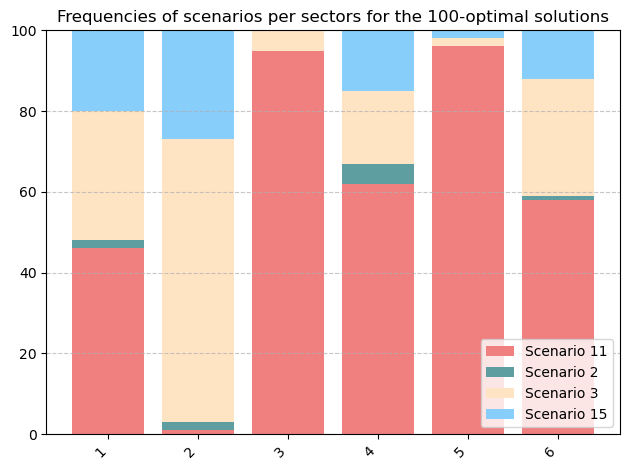 Frequencies of scenarios per sectors for the 100-optimal solutions
100
80
60
40
20
0
Scenario 11
Scenario 2
Scenario 3
Scenario 15
1 2 3 4 5 6